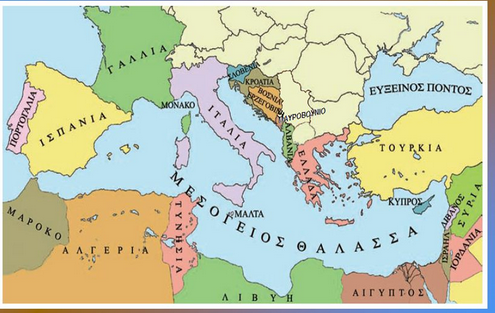 ΓΑΛΛΙΑ
ΣΛΟΒΕΝΙΑ
ΚΡΟΑΤΙΑ
ΒΟΣΝΙΑ
ΕΡΖΕΓΟΒΙΝΗ
ΜΑΥΡΟΒΟΥΝΙΟ
ΕΥΞΕΙΝΟΣ ΠΟΝΤΟΣ
ΜΟΝΑΚΟ
ΠΟΡΤΟΓΑΛΙΑ
ΙΣΠΑΝΙΑ
ΙΤΑΛΙΑ
ΑΛΒΑΝΙΑ
ΕΛΛΑΔΑ
ΤΟΥΡΚΙΑ
ΜΕΣΟΓΕΙΟΣ ΘΑΛΑΣΣΑ
ΜΑΛΤΑ
ΚΥΠΡΟΣ
ΛΙΒΑΝΟΣ
ΣΥΡΙΑ
ΜΑΡΟΚΟ
ΑΛΓΕΡΙΑ
ΤΥΝΗΣΙΑ
ΙΣΡΑΗΛ
ΙΟΡΔΑΝΙΑ
ΛΙΒΥΗ
ΑΙΓΥΠΤΟΣ